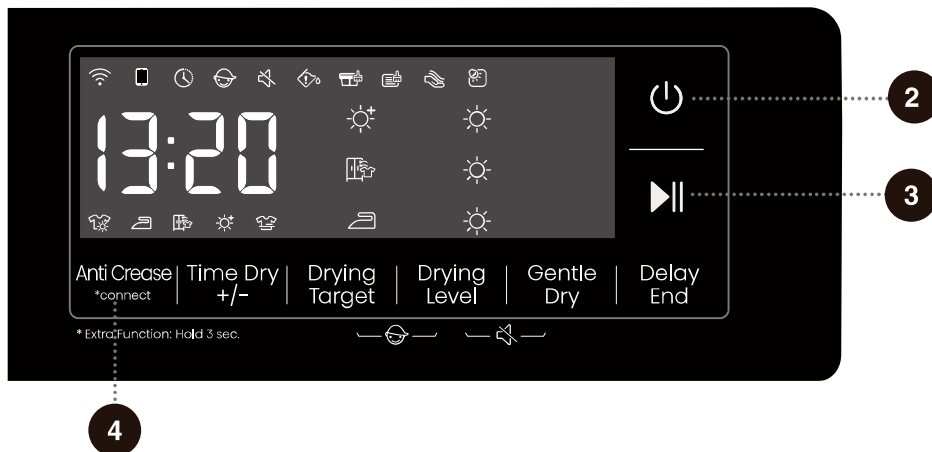 2
13:20
3
Anti Crease
*connect
Time Dry
+/-
Drying
Target
Drying
Level
Gentle
Dry
Delay
End
* Extra Function: Hold 3 sec.
4